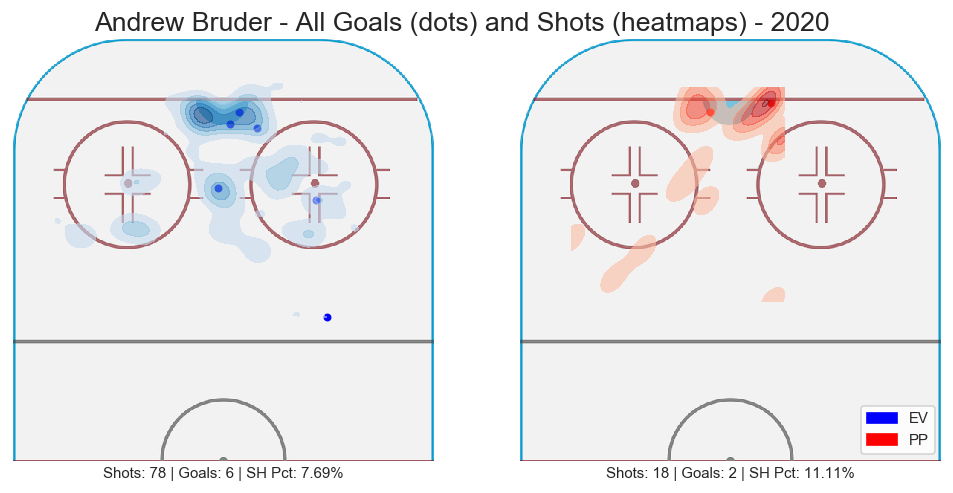 Andrew Bruder - All Goals (dots) and Shots (heatmaps) - 2020
EV
PP
Shots: 78 | Goals: 6 | SH Pct: 7.69%
Shots: 18 | Goals: 2 | SH Pct: 11.11%